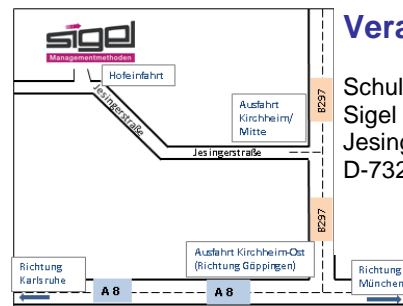 sigel
Managementmethoden
Hofeinfahrt
Jesingerstraße
Ausfahrt
Kirchheim/
Mitte
B297
Jesingerstraße
B297
Ausfahrt Kirchheim-Ost
(Richtung Göppingen)
Richtung
Karlsruhe
A 8
A 8
Richtung
München
Vera
Schul
Sigel
Jesing
D-732